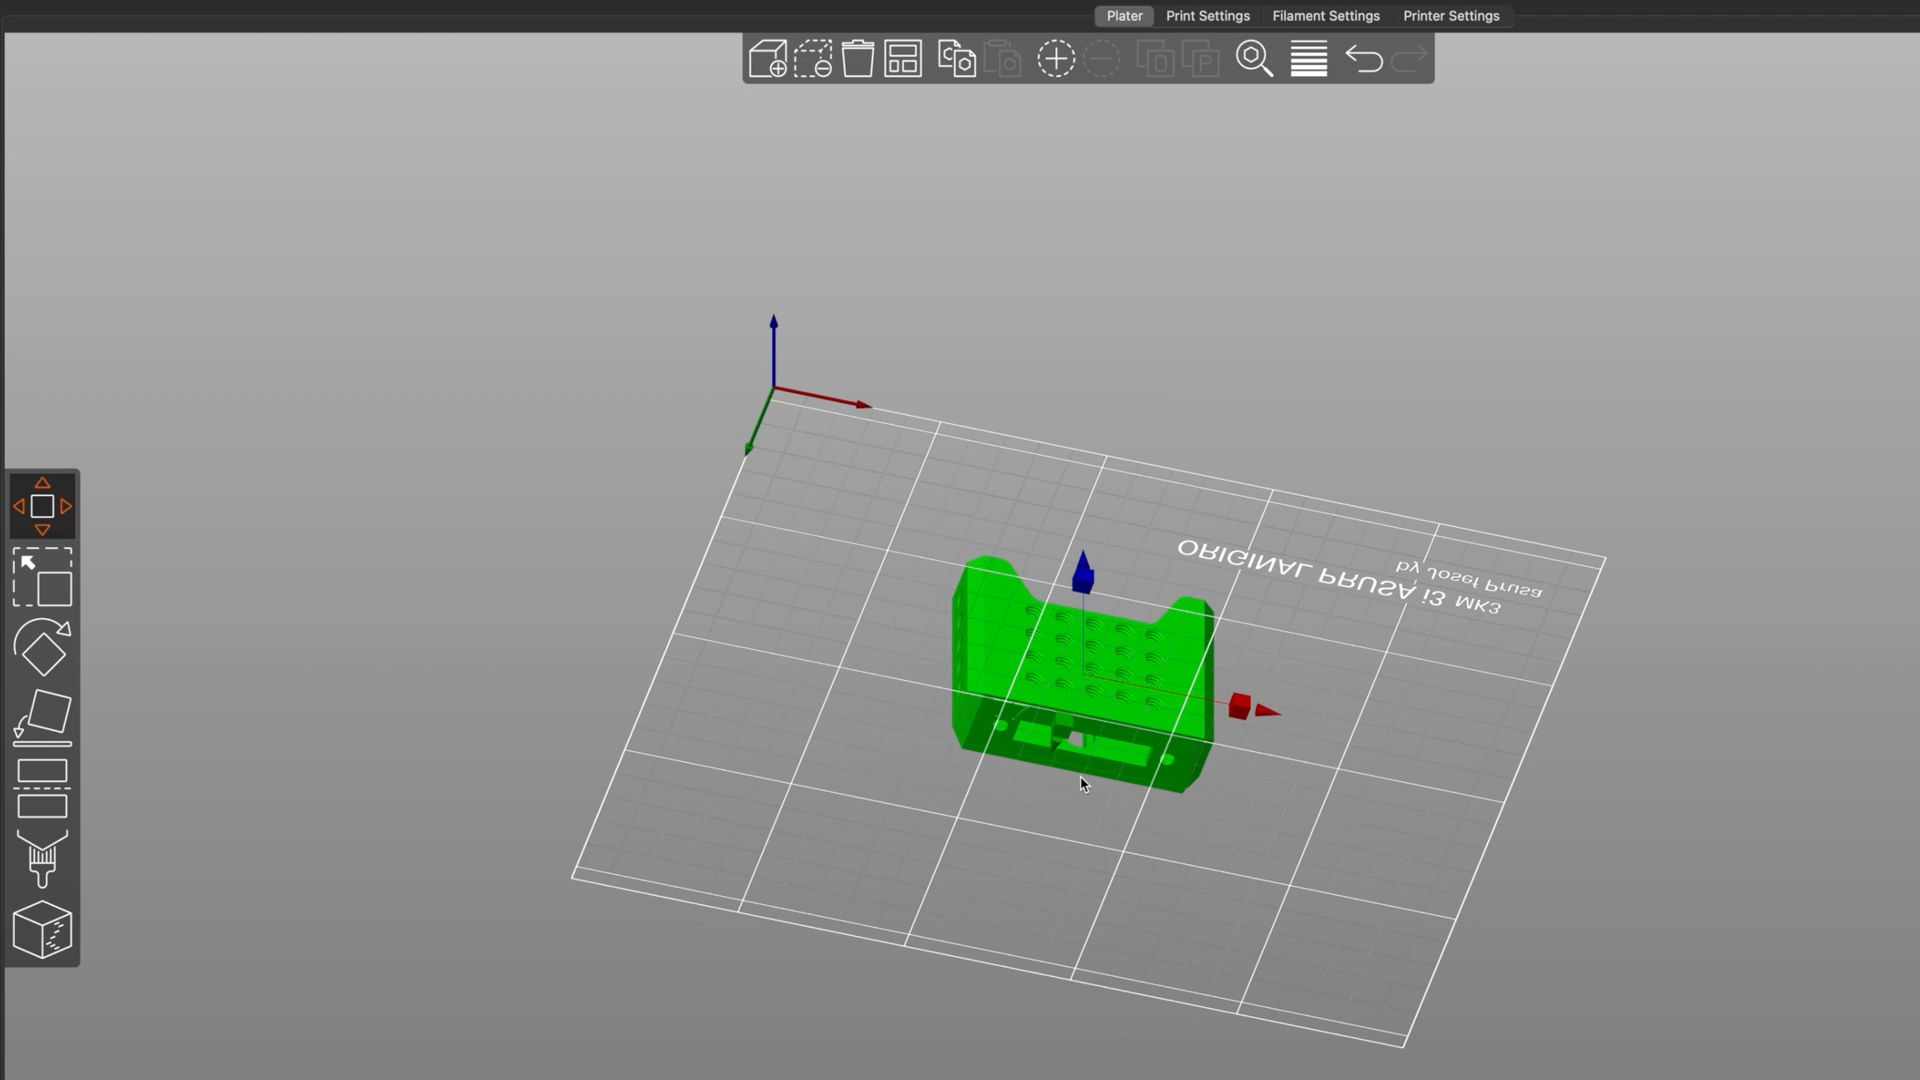 Plater Print Settings Filament Settings Printer Settings
ORIGINAL PRUSA i3 MK3
by Josef Prusa